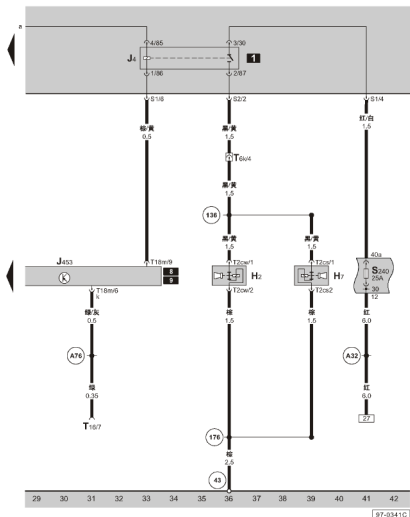 a
4/85 3/30
J4 1
1/86 2/87
S1/6 S2/2 S1/4
棕/黄 黑/黄 红/白
0.5 1.5 1.5
T6k/4
黑/黄
1.5
136
黑/黄 黑/黄
1.5 1.5
40a
J453 T18m/9 T2cw/1 T2cs/1
8 H2 H7 S240
9 25A
T18m/6 T2cw/2 T2cs2 30
k 12
绿/灰 棕 棕 红
0.5 1.5 1.5 6.0
A76 A32
绿 红
0.35 6.0
T16/7 27
176
棕
2.5
43
29 30 31 32 33 34 35 36 37 38 39 40 41 42
97-0341C